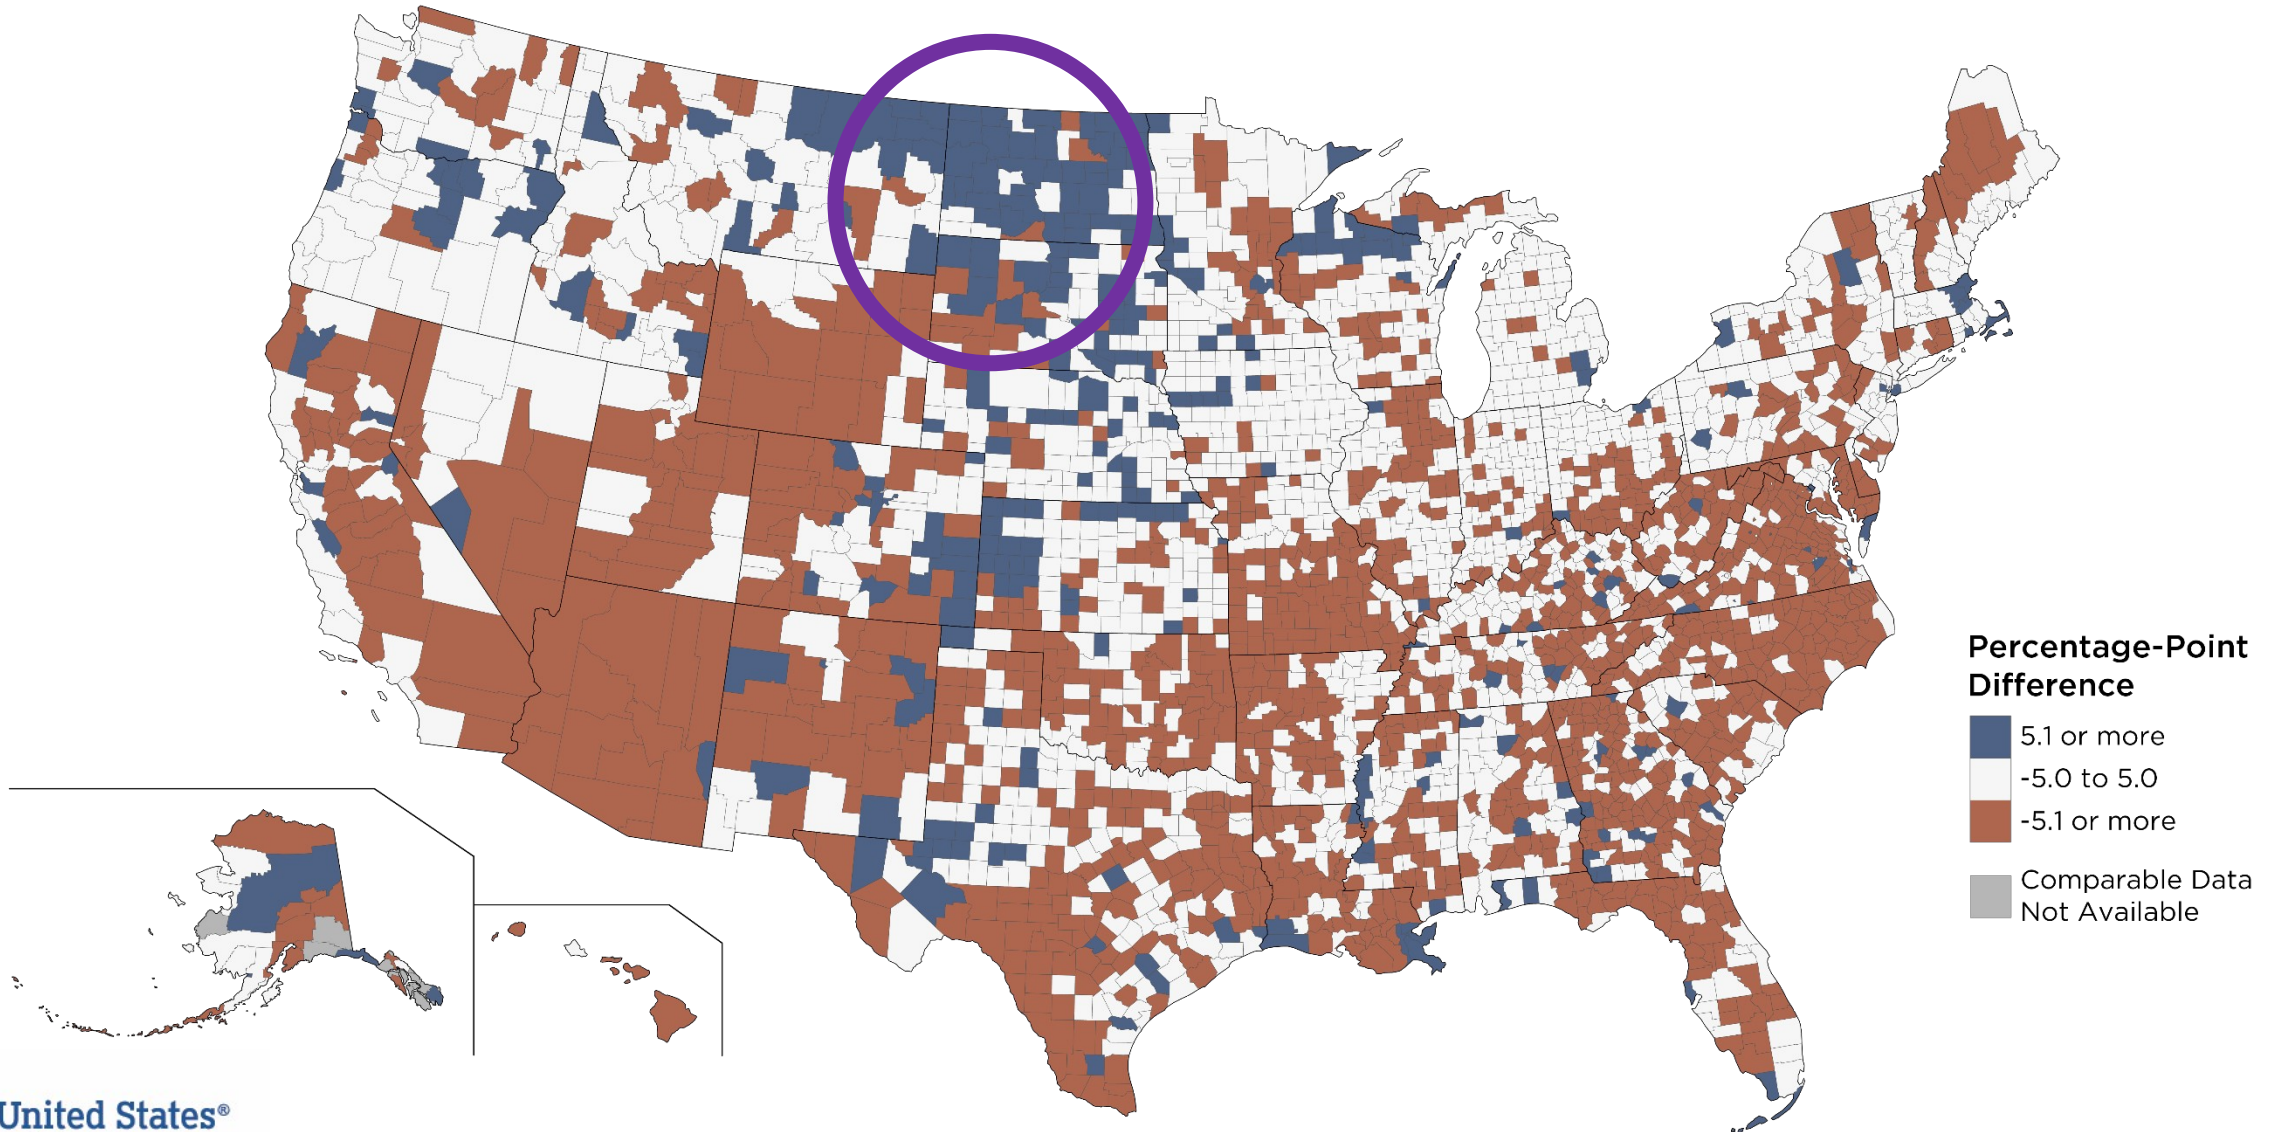 Percentage-Point
Difference
5.1 or more
-5.0 to 5.0
-5.1 or more
Comparable Data
Not Available
United States®